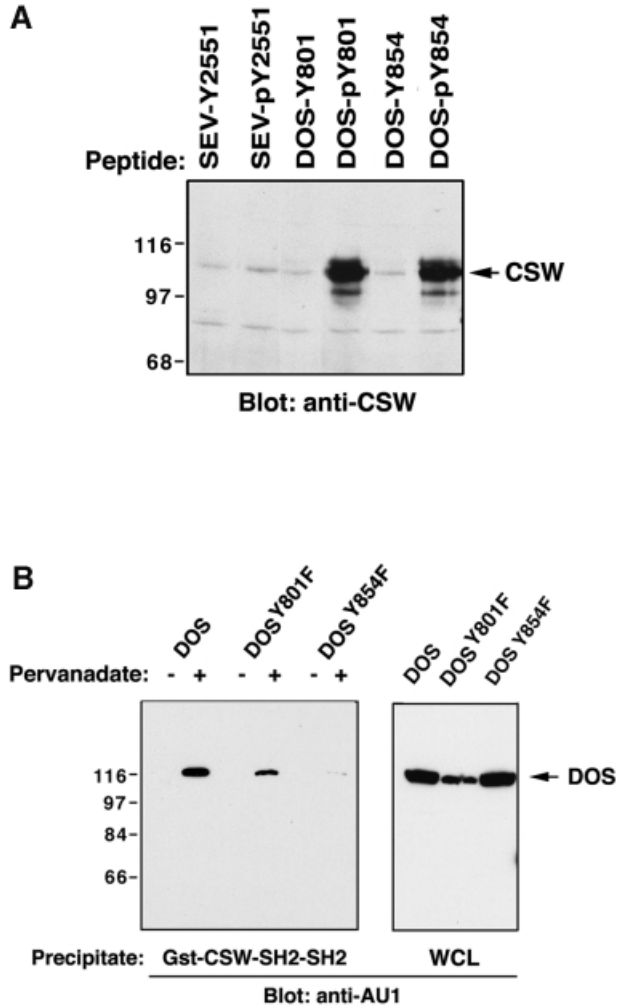 A
Peptide: SEV-Y2551 SEV-pY2551 DOS-Y801 DOS-pY801 DOS-Y854 DOS-pY854
116
97
68
CSW
Blot: anti-CSW
B
DOS DOS Y801F DOS Y854F DOS DOS Y801F DOS Y854F
Pervanadate: - + - + - +
116
97
84
66
DOS
Precipitate: Gst-CSW-SH2-SH2 WCL
Blot: anti-AU1